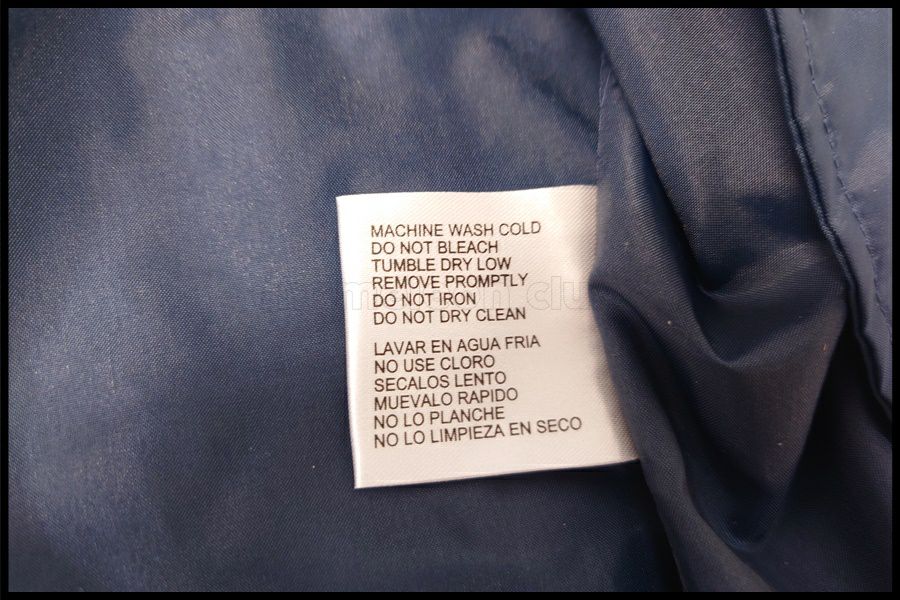 MACHINE WASH COLD
DO NOT BLEACH
TUMBLE DRY LOW
REMOVE PROMPTLY
DO NOT IRON
DO NOT DRY CLEAN
LAVAR EN AGUA FRIA
NO USE CLORO
SECALOS LENTO
MUEVALO RAPIDO
NO LO PLANCHE
NO LO LIMPIEZA EN SECO